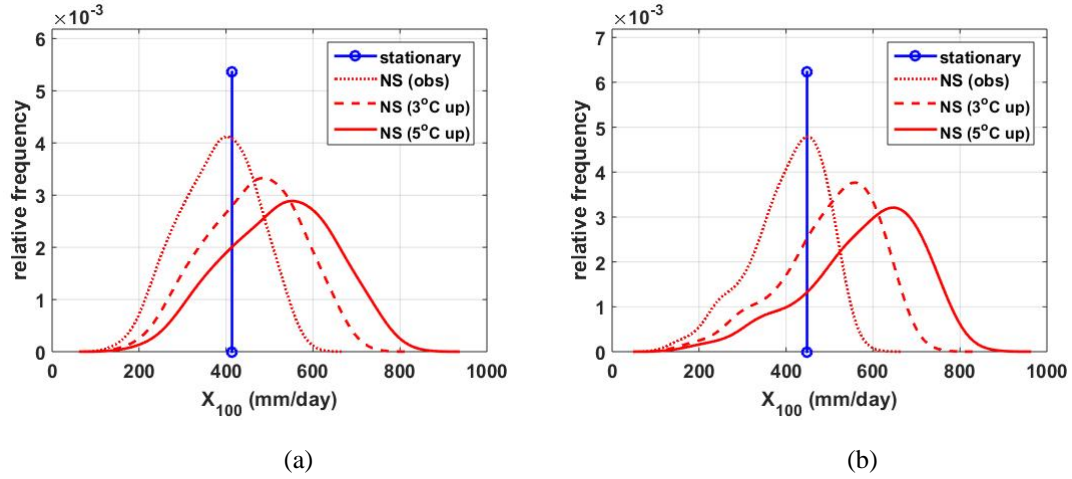 ×10⁻³
6
5
4
3
2
1
0
0 200 400 600 800 1000
relative frequency
X₁₀₀ (mm/day)
stationary
NS (obs)
NS (3°C up)
NS (5°C up)
(a)
×10⁻³
7
6
5
4
3
2
1
0
0 200 400 600 800 1000
relative frequency
X₁₀₀ (mm/day)
stationary
NS (obs)
NS (3°C up)
NS (5°C up)
(b)